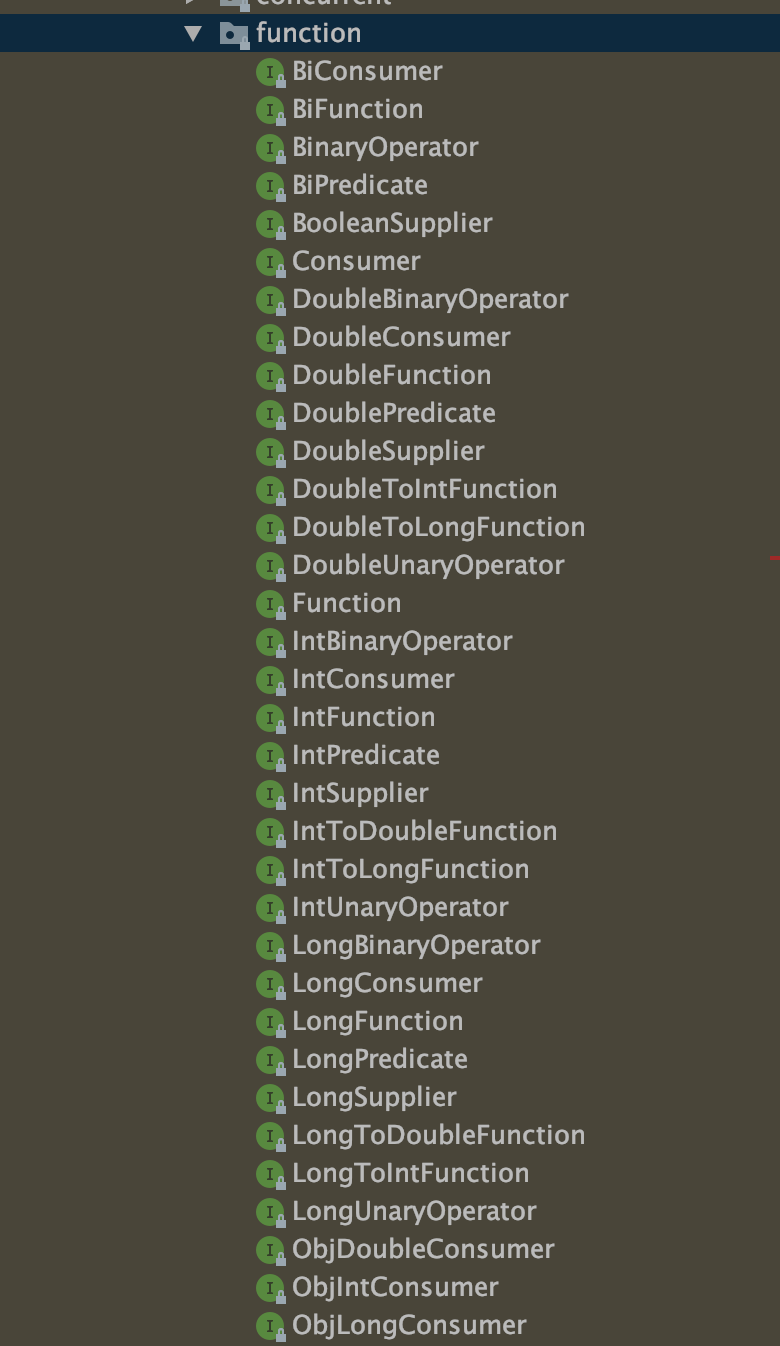 concurrent
function
BiConsumer
BiFunction
BinaryOperator
BiPredicate
BooleanSupplier
Consumer
DoubleBinaryOperator
DoubleConsumer
DoubleFunction
DoublePredicate
DoubleSupplier
DoubleToIntFunction
DoubleToLongFunction
DoubleUnaryOperator
Function
IntBinaryOperator
IntConsumer
IntFunction
IntPredicate
IntSupplier
IntToDoubleFunction
IntToLongFunction
IntUnaryOperator
LongBinaryOperator
LongConsumer
LongFunction
LongPredicate
LongSupplier
LongToDoubleFunction
LongToIntFunction
LongUnaryOperator
ObjDoubleConsumer
ObjIntConsumer
ObjLongConsumer